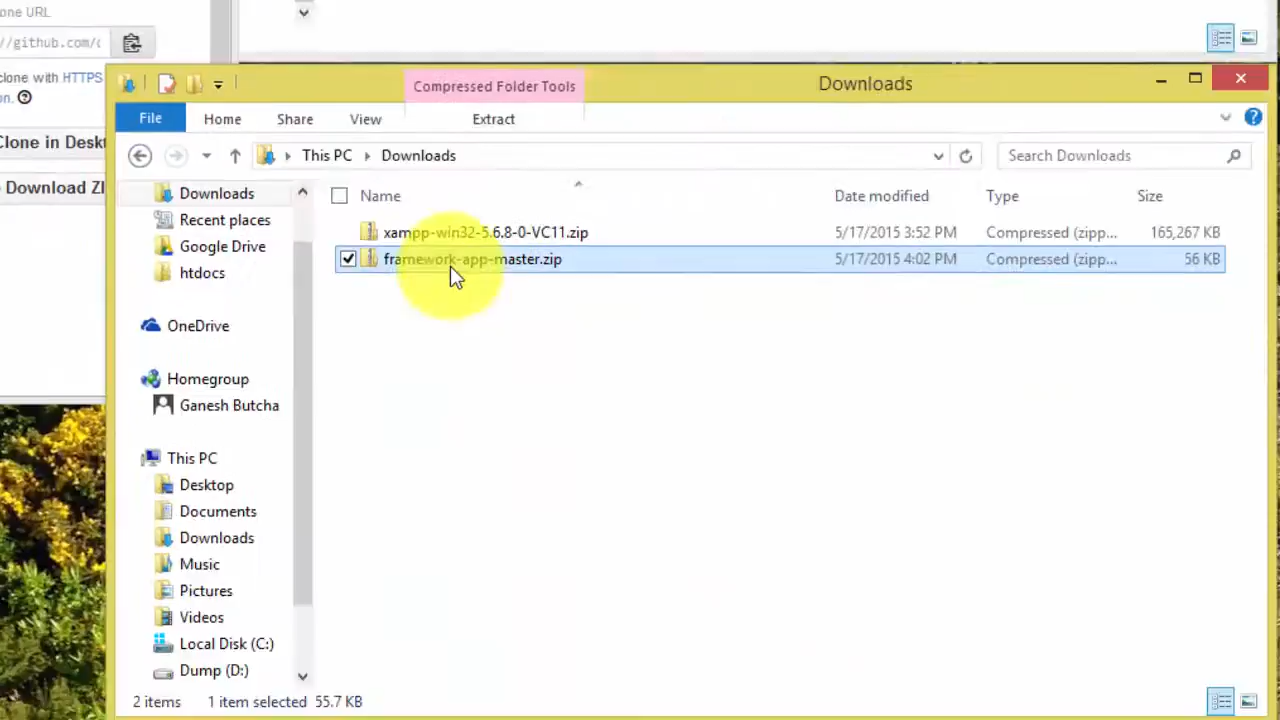 one URL
//github.com/
clone with HTTPS
on.
Clone in Deskt
Download ZI
Compressed Folder Tools
Downloads
File
Home
Share
View
Extract
This PC
Downloads
Search Downloads
Name
Date modified
Type
Size
xampp-win32-5.6.8-0-VC11.zip
5/17/2015 3:52 PM
Compressed (zipp...
165,267 KB
framework-app-master.zip
5/17/2015 4:02 PM
Compressed (zipp...
56 KB
Downloads
Recent places
Google Drive
htdocs
OneDrive
Homegroup
Ganesh Butcha
This PC
Desktop
Documents
Downloads
Music
Pictures
Videos
Local Disk (C:)
Dump (D:)
2 items
1 item selected 55.7 KB